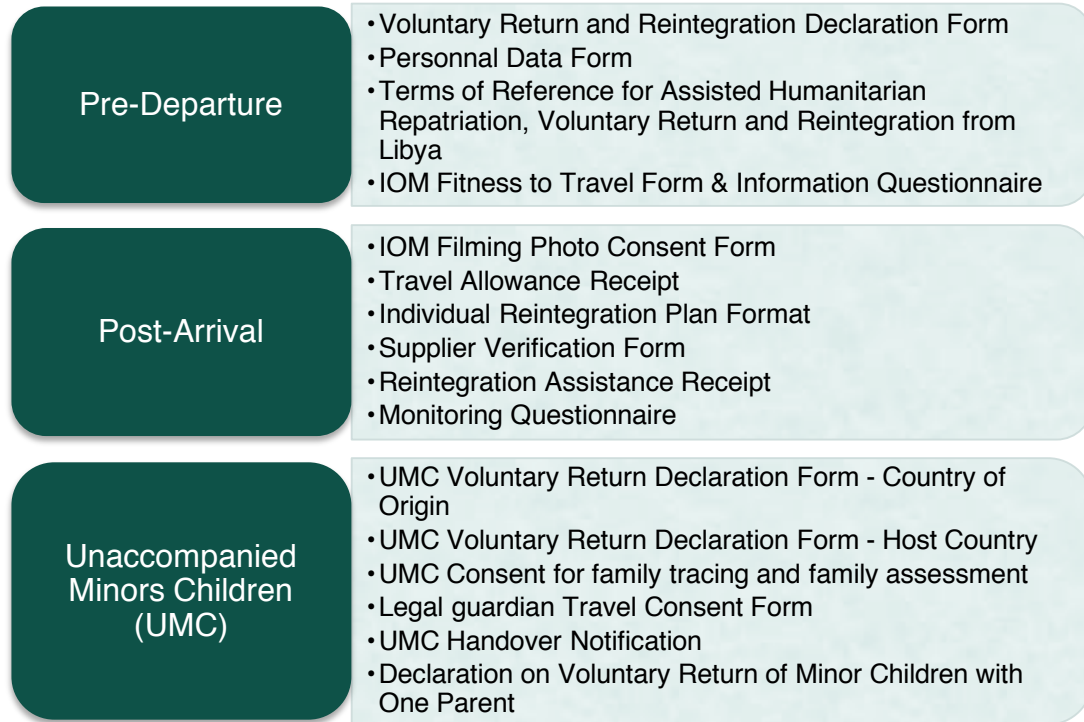 Pre-Departure
•Voluntary Return and Reintegration Declaration Form
•Personnal Data Form
•Terms of Reference for Assisted Humanitarian
Repatriation, Voluntary Return and Reintegration from
Libya
•IOM Fitness to Travel Form & Information Questionnaire
Post-Arrival
•IOM Filming Photo Consent Form
•Travel Allowance Receipt
•Individual Reintegration Plan Format
•Supplier Verification Form
•Reintegration Assistance Receipt
•Monitoring Questionnaire
Unaccompanied
Minors Children
(UMC)
•UMC Voluntary Return Declaration Form - Country of
Origin
•UMC Voluntary Return Declaration Form - Host Country
•UMC Consent for family tracing and family assessment
•Legal guardian Travel Consent Form
•UMC Handover Notification
•Declaration on Voluntary Return of Minor Children with
One Parent